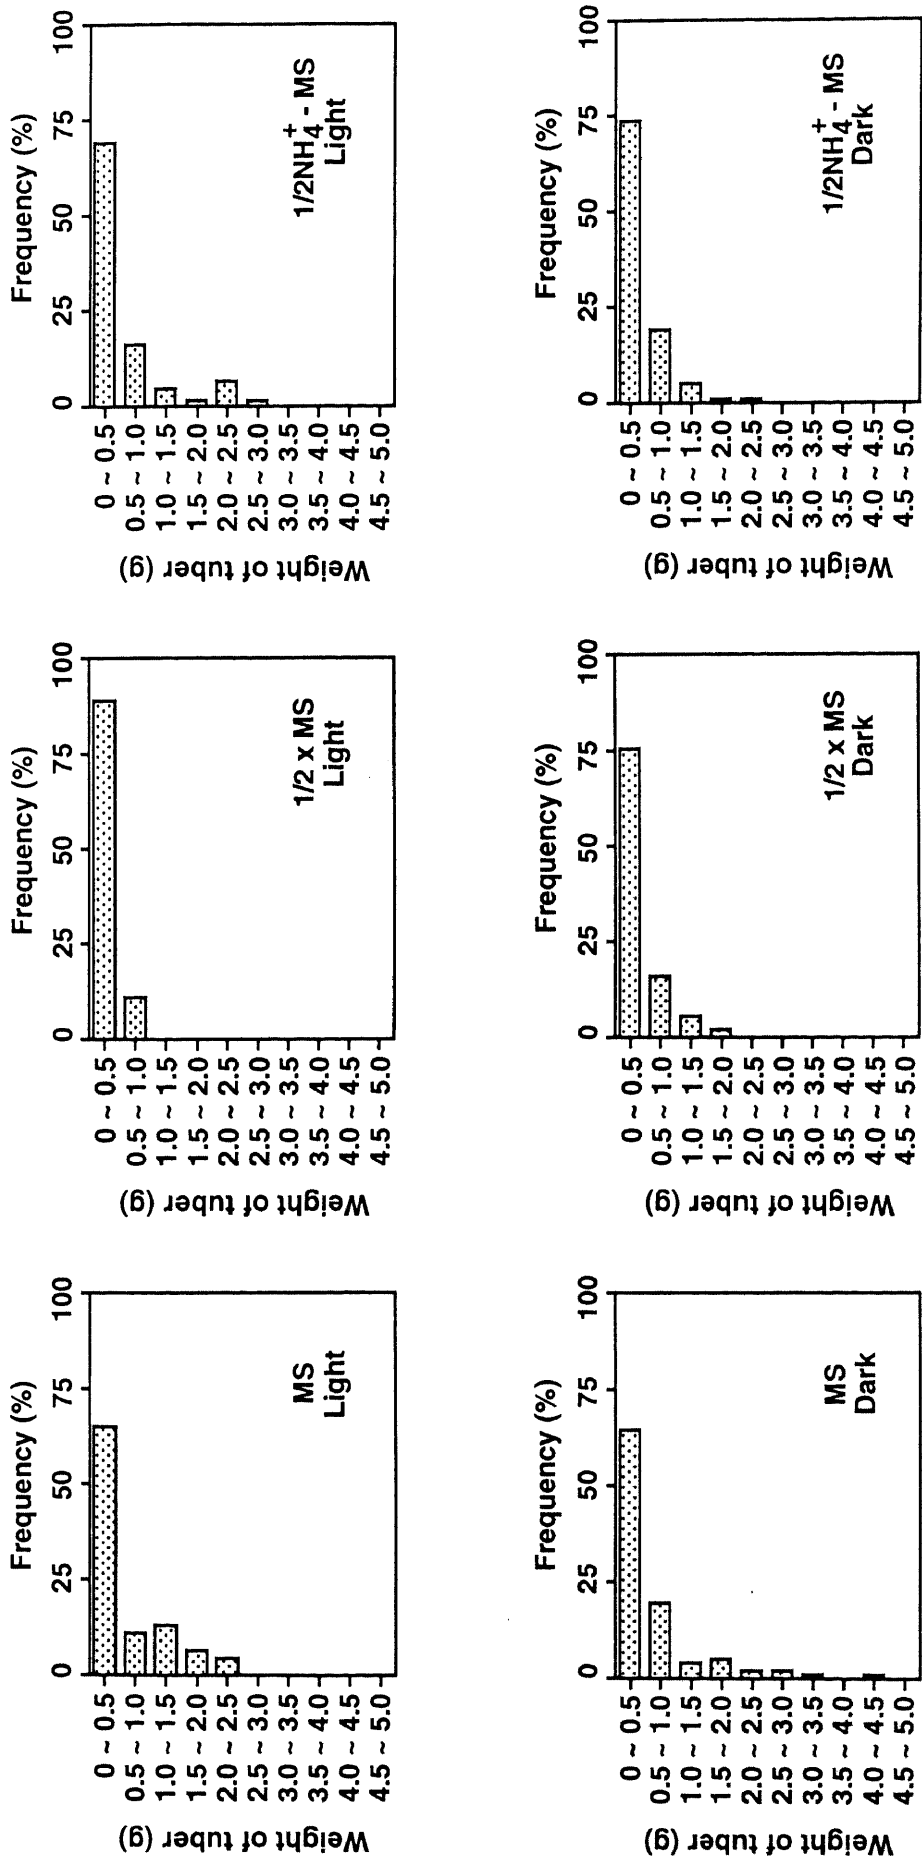 Frequency (%)
0 25 50 75 100
Weight of tuber (g)
0 ~ 0.5
0.5 ~ 1.0
1.0 ~ 1.5
1.5 ~ 2.0
2.0 ~ 2.5
2.5 ~ 3.0
3.0 ~ 3.5
3.5 ~ 4.0
4.0 ~ 4.5
4.5 ~ 5.0
MS
Light
Frequency (%)
0 25 50 75 100
Weight of tuber (g)
0 ~ 0.5
0.5 ~ 1.0
1.0 ~ 1.5
1.5 ~ 2.0
2.0 ~ 2.5
2.5 ~ 3.0
3.0 ~ 3.5
3.5 ~ 4.0
4.0 ~ 4.5
4.5 ~ 5.0
1/2 x MS
Light
Frequency (%)
0 25 50 75 100
Weight of tuber (g)
0 ~ 0.5
0.5 ~ 1.0
1.0 ~ 1.5
1.5 ~ 2.0
2.0 ~ 2.5
2.5 ~ 3.0
3.0 ~ 3.5
3.5 ~ 4.0
4.0 ~ 4.5
4.5 ~ 5.0
1/2NH₄⁺ - MS
Light
Frequency (%)
0 25 50 75 100
Weight of tuber (g)
0 ~ 0.5
0.5 ~ 1.0
1.0 ~ 1.5
1.5 ~ 2.0
2.0 ~ 2.5
2.5 ~ 3.0
3.0 ~ 3.5
3.5 ~ 4.0
4.0 ~ 4.5
4.5 ~ 5.0
MS
Dark
Frequency (%)
0 25 50 75 100
Weight of tuber (g)
0 ~ 0.5
0.5 ~ 1.0
1.0 ~ 1.5
1.5 ~ 2.0
2.0 ~ 2.5
2.5 ~ 3.0
3.0 ~ 3.5
3.5 ~ 4.0
4.0 ~ 4.5
4.5 ~ 5.0
1/2 x MS
Dark
Frequency (%)
0 25 50 75 100
Weight of tuber (g)
0 ~ 0.5
0.5 ~ 1.0
1.0 ~ 1.5
1.5 ~ 2.0
2.0 ~ 2.5
2.5 ~ 3.0
3.0 ~ 3.5
3.5 ~ 4.0
4.0 ~ 4.5
4.5 ~ 5.0
1/2NH₄⁺ - MS
Dark